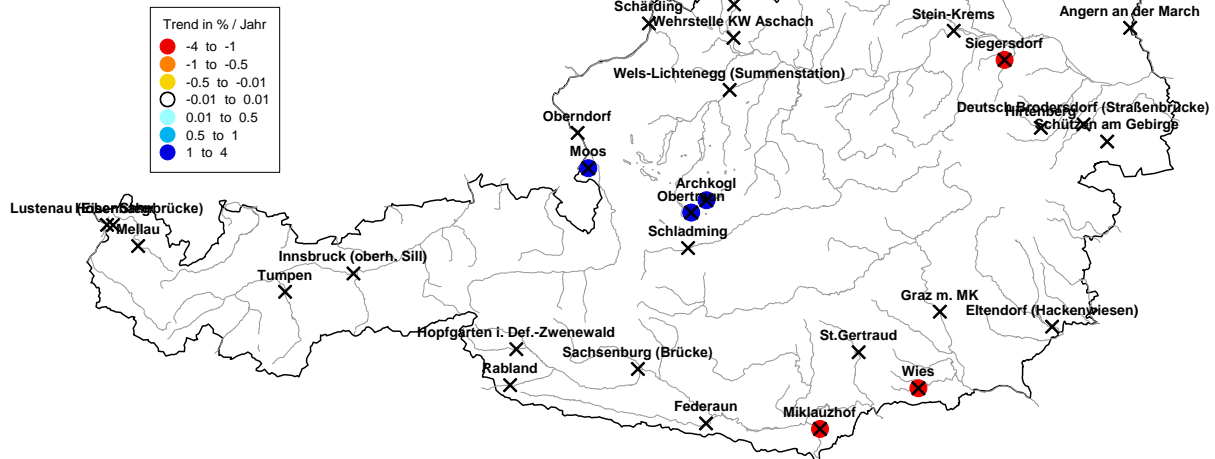 Schärding
Wehrstelle KW Aschach
Stein-Krems
Angern an der March
Trend in % / Jahr
-4 to -1
-1 to -0.5
-0.5 to -0.01
-0.01 to 0.01
0.01 to 0.5
0.5 to 1
1 to 4
Siegersdorf
Wels-Lichtenegg (Summenstation)
Oberndorf
Deutsch Brodersdorf (Straßenbrücke)
Hirtenberg
Schützen am Gebirge
Moos
Archkogl
Obertraun
Lustenau (Eisenbahnbrücke)
Mellau
Schladming
Innsbruck (oberh. Sill)
Tumpen
Graz m. MK
Eltendorf (Hackenwiesen)
Hopfgarten i. Def.-Zwenewald
St.Gertraud
Sachsenburg (Brücke)
Rabland
Wies
Federaun
Miklauzhof